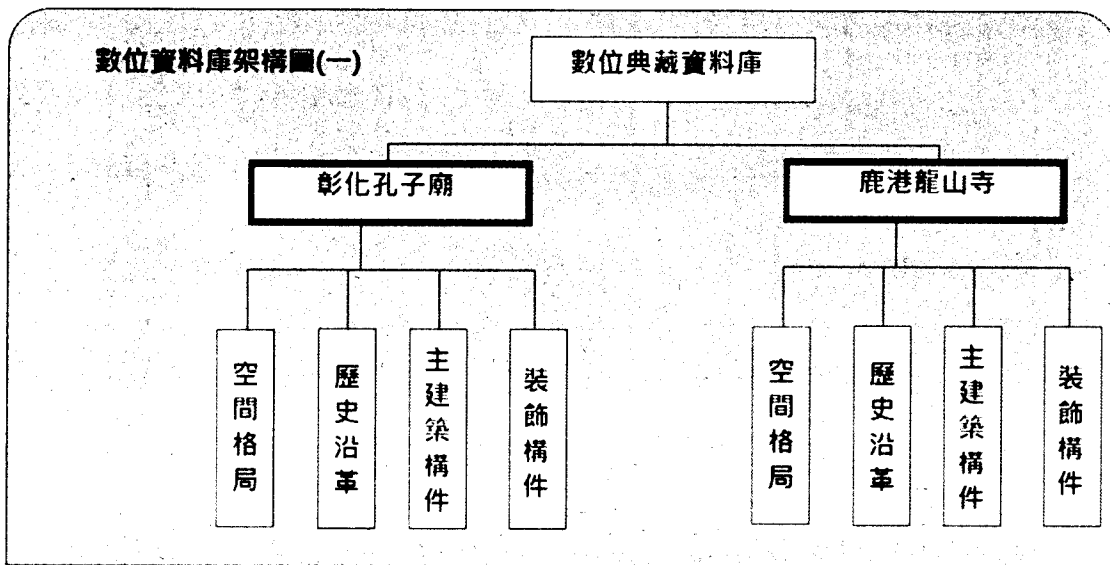 數位資料庫架構圖(一)
數位典藏資料庫
彰化孔子廟
鹿港龍山寺
空間格局
歷史沿革
主建築構件
裝飾構件
空間格局
歷史沿革
主建築構件
裝飾構件